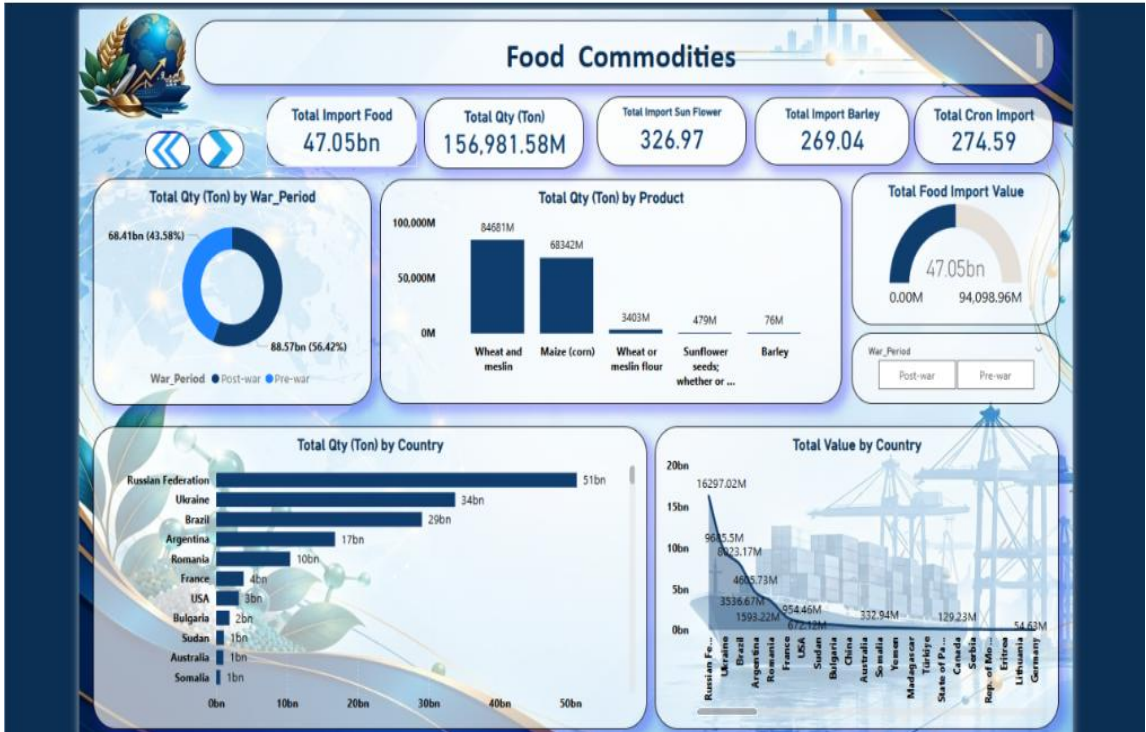 Food Commodities
Total Import Food
47.05bn
Total Qty (Ton)
156,981.58M
Total Import Sun Flower
326.97
Total Import Barley
269.04
Total Cron Import
274.59
Total Qty (Ton) by War_Period
68.41bn (43.58%)
88.57bn (56.42%)
War_Period Post-war Pre-war
Total Qty (Ton) by Product
100,000M
50,000M
0M
84681M
68342M
3403M
479M
76M
Wheat and
meslin
Maize (corn)
Wheat or
meslin flour
Sunflower
seeds;
whether or ...
Barley
Total Food Import Value
47.05bn
0.00M
94,098.96M
War_Period
Post-war
Pre-war
Total Qty (Ton) by Country
Russian Federation 51bn
Ukraine 34bn
Brazil 29bn
Argentina 17bn
Romania 10bn
France 4bn
USA 3bn
Bulgaria 2bn
Sudan 1bn
Australia 1bn
Somalia 1bn
0bn 10bn 20bn 30bn 40bn 50bn
Total Value by Country
20bn
15bn
10bn
5bn
0bn
16297.02M
8023.17M
4605.73M
3536.67M
1593.22M
954.46M
672.12M
332.94M
129.23M
54.63M
Russian Fe...
Ukraine
Brazil
Argentina
Romania
France
USA
Sudan
Bulgaria
China
Australia
Somalia
Yemen
Madagascar
Türkiye
State of Pa...
Canada
Serbia
Rep. of Mo...
Eritrea
Lithuania
Germany